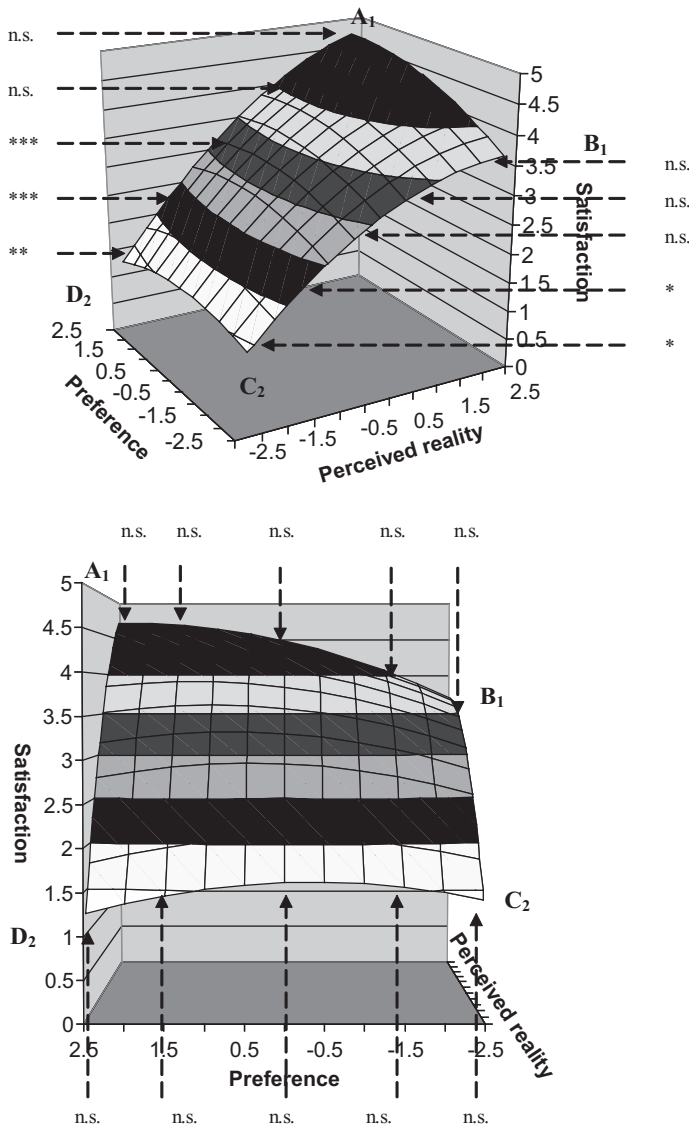 A1
n.s.
n.s.
***
***
**
5
4.5
4
3.5
3
2.5
2
1.5
1
0.5
0
Satisfaction
B1
n.s.
n.s.
n.s.
*
*
D2
C2
2.5
1.5
0.5
-0.5
-1.5
-2.5
Preference
-2.5
-1.5
-0.5
0.5
1.5
2.5
Perceived reality
n.s. n.s. n.s. n.s. n.s.
A1
5
4.5
4
3.5
3
2.5
2
1.5
1
0.5
0
Satisfaction
B1
C2
D2
Perceived reality
2.5 1.5 0.5 -0.5 -1.5 -2.5
Preference
n.s. n.s. n.s. n.s. n.s.